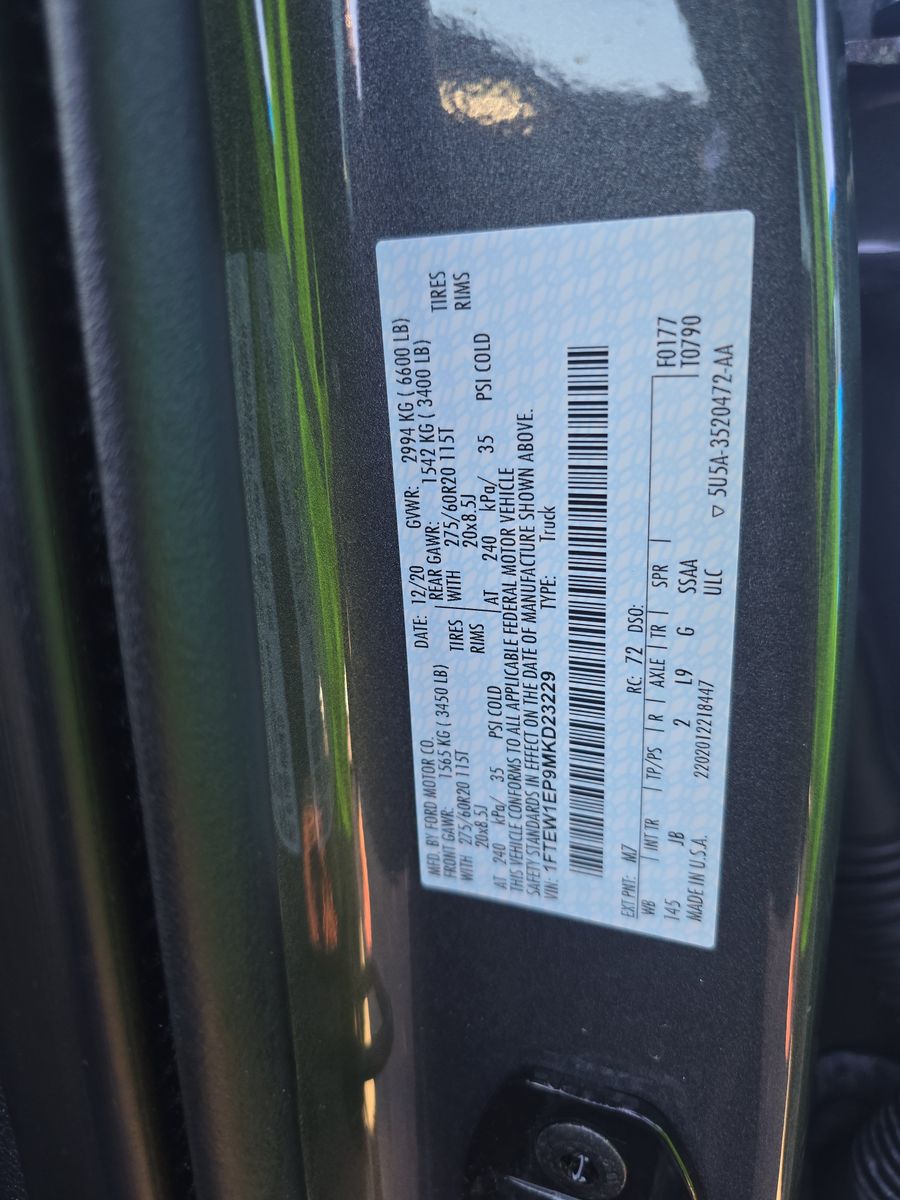 MFD. BY FORD MOTOR CO. DATE: 12/20 GVWR: 2994 KG ( 6600 LB)
FRONT GAWR: 1565 KG ( 3450 LB) REAR GAWR: 1542 KG ( 3400 LB)
WITH 275/60R20 115T TIRES WITH 275/60R20 115T TIRES
20x8.5J RIMS 20x8.5J RIMS
AT 240 kPa/ 35 PSI COLD AT 240 kPa/ 35 PSI COLD
THIS VEHICLE CONFORMS TO ALL APPLICABLE FEDERAL MOTOR VEHICLE
SAFETY STANDARDS IN EFFECT ON THE DATE OF MANUFACTURE SHOWN ABOVE.
VIN: 1FTEW1EP9MKD23229 TYPE: Truck
EXT PNT: M7 RC: 72 DSO:
WB | INT TR | TP/PS | R | AXLE | TR | SPR | F0177
145 JB 2 L9 G SSAA T0790
MADE IN U.S.A. 2202012218447 ULC ▽ 5U5A-3520472-AA